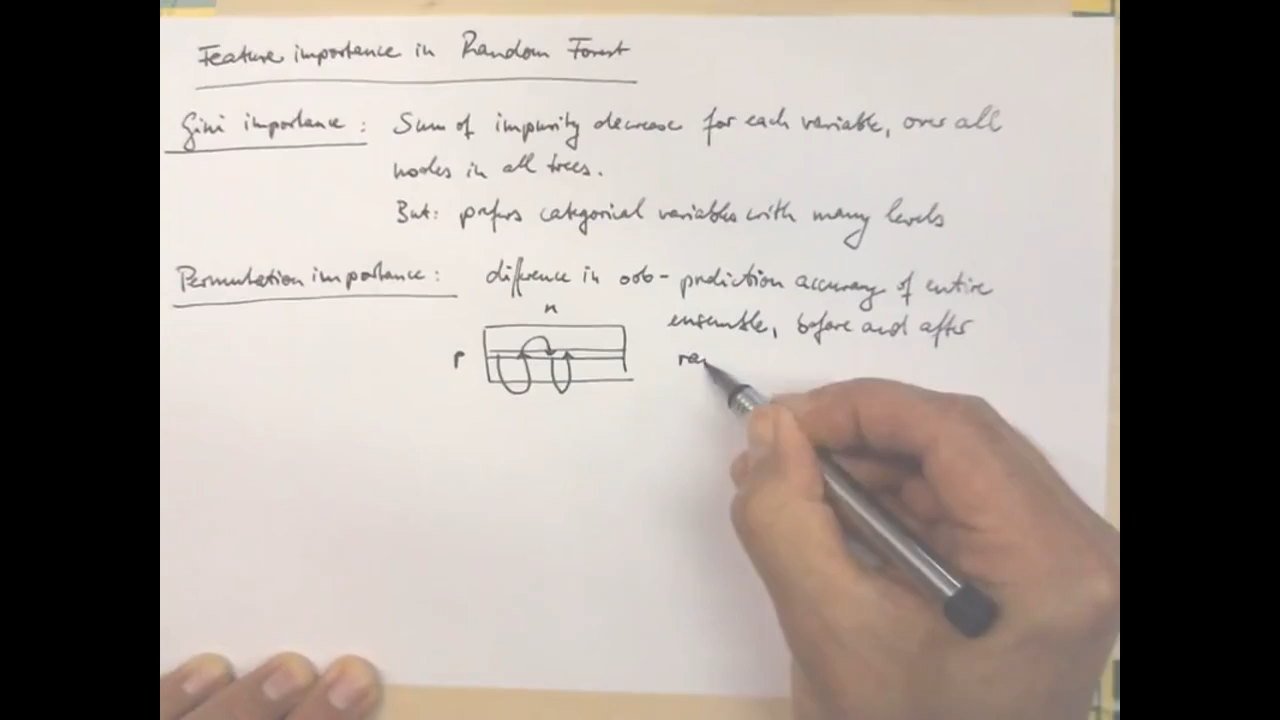 Feature importance in Random Forest
Gini importance: Sum of impurity decrease for each variable, over all
nodes in all trees.
But: prefers categorical variables with many levels
Permutation importance: difference in oob-prediction accuracy of entire
n
ensemble, before and after
p
ra